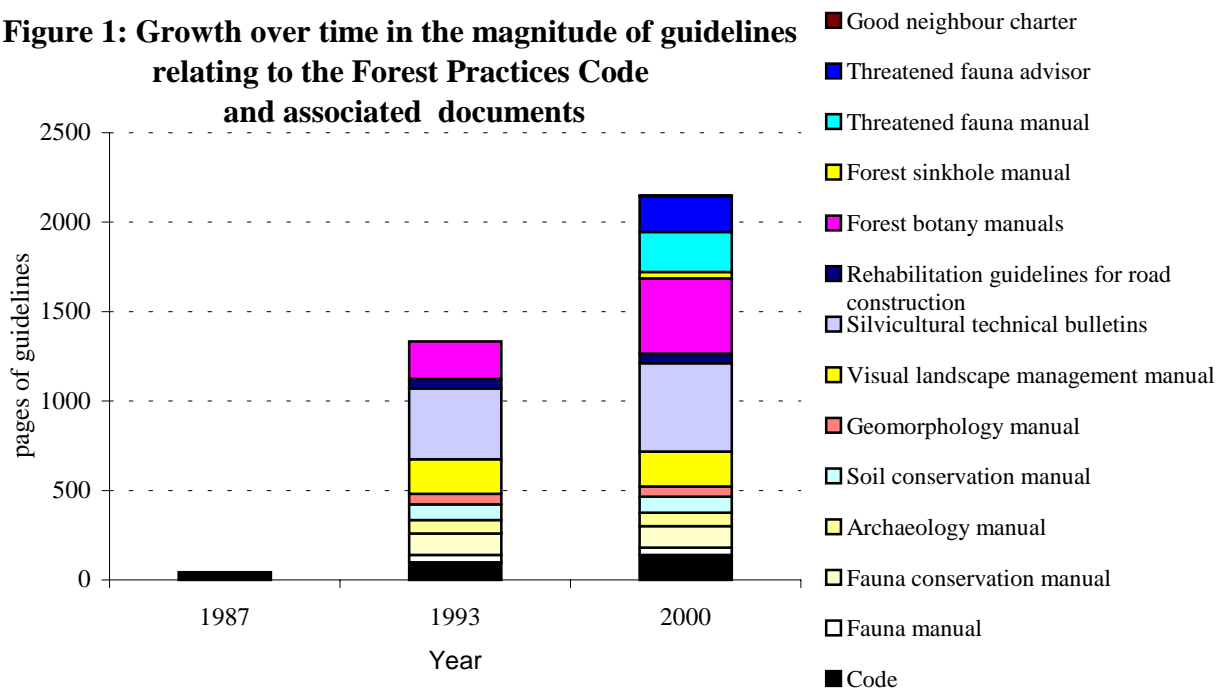 Figure 1: Growth over time in the magnitude of guidelines
relating to the Forest Practices Code
and associated documents
2500
2000
1500
1000
500
0
pages of guidelines
1987
1993
2000
Year
Good neighbour charter
Threatened fauna advisor
Threatened fauna manual
Forest sinkhole manual
Forest botany manuals
Rehabilitation guidelines for road
construction
Silvicultural technical bulletins
Visual landscape management manual
Geomorphology manual
Soil conservation manual
Archaeology manual
Fauna conservation manual
Fauna manual
Code